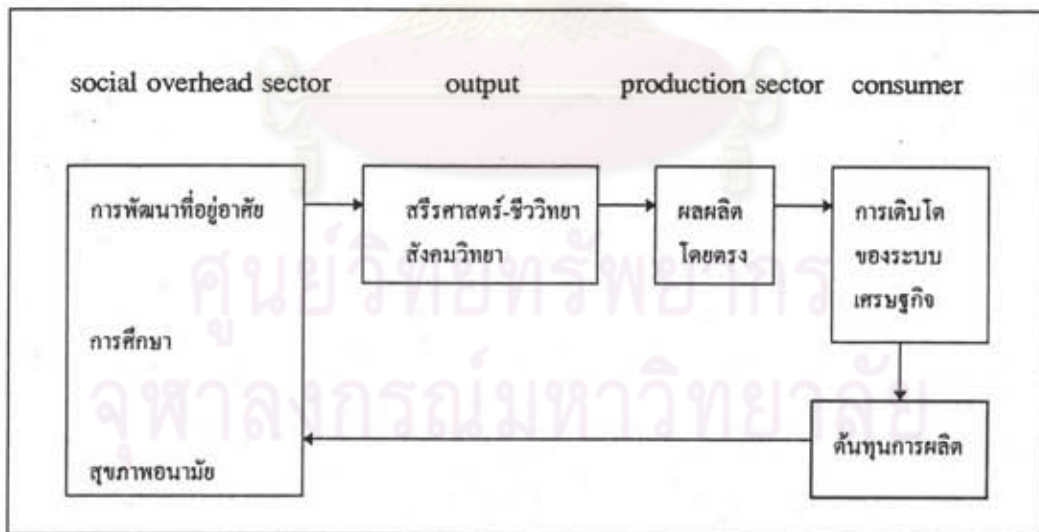 social overhead sector output production sector consumer
การพัฒนาที่อยู่อาศัย
การศึกษา
สุขภาพอนามัย
สรีรศาสตร์-ชีววิทยา
สังคมวิทยา
ผลผลิต
โดยตรง
การเติบโต
ของระบบ
เศรษฐกิจ
ต้นทุนการผลิต
ศูนย์วิทยทรัพยากร
จุฬาลงกรณ์มหาวิทยาลัย